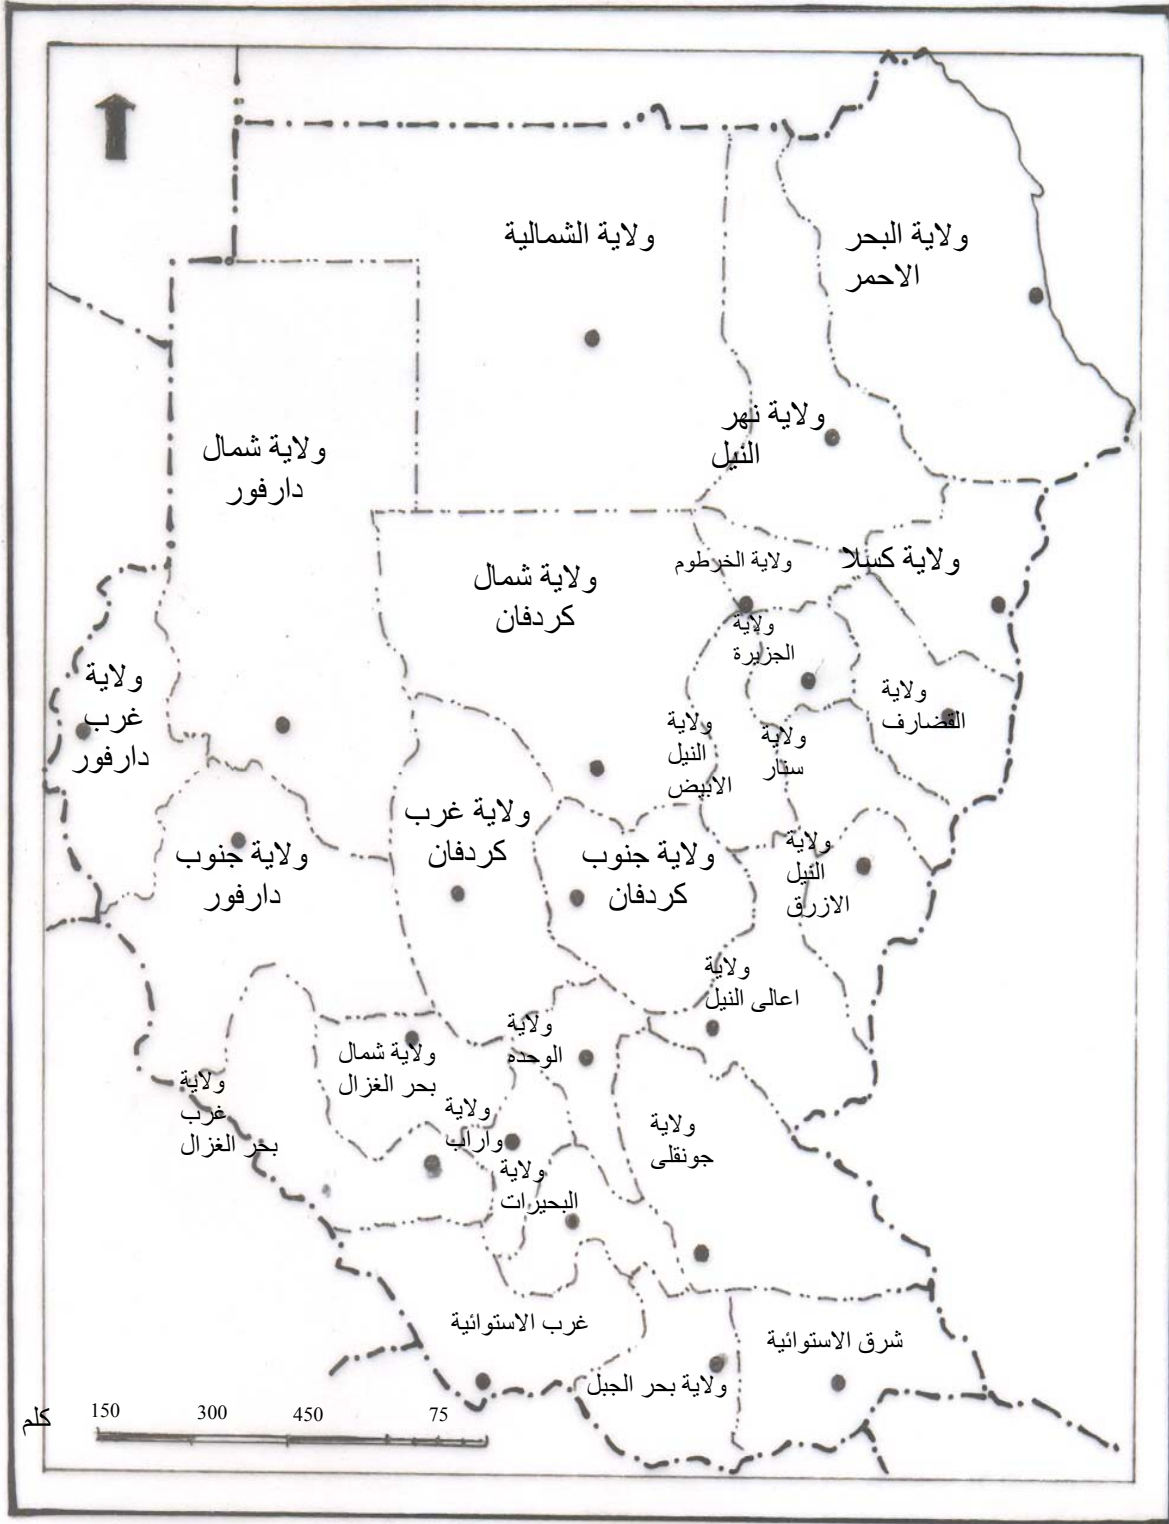 ولاية الشمالية
ولاية البحر
الاحمر
ولاية نهر
النيل
ولاية شمال
دارفور
ولاية الخرطوم
ولاية كسلا
ولاية شمال
كردفان
ولاية
الجزيرة
ولاية
غرب
دارفور
ولاية
القضارف
ولاية
النيل
الابيض
ولاية
سنار
ولاية غرب
كردفان
ولاية جنوب
دارفور
ولاية جنوب
كردفان
ولاية
النيل
الازرق
ولاية
اعالى النيل
ولاية
الوحده
ولاية شمال
بحر الغزال
ولاية
غرب
بحر الغزال
ولاية
واراب
ولاية
جونقلى
ولاية
البحيرات
غرب الاستوائية
شرق الاستوائية
ولاية بحر الجبل
150 300 450 75
كلم